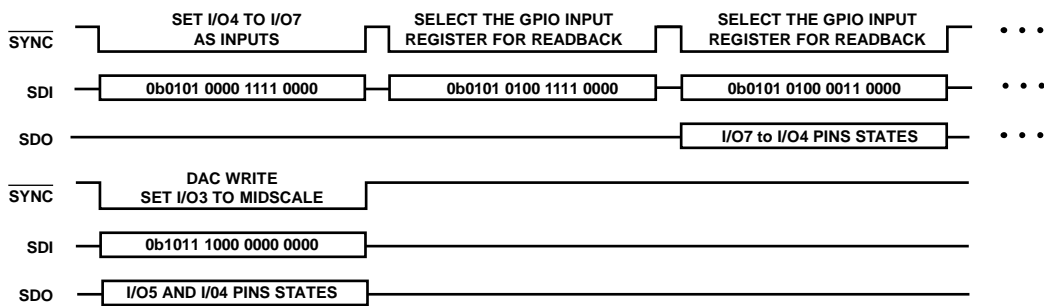 SET I/O4 TO I/O7
AS INPUTS
SELECT THE GPIO INPUT
REGISTER FOR READBACK
SELECT THE GPIO INPUT
REGISTER FOR READBACK
SYNC
SDI
0b0101 0000 1111 0000
0b0101 0100 1111 0000
0b0101 0100 0011 0000
SDO
I/O7 to I/O4 PINS STATES
SYNC
DAC WRITE
SET I/O3 TO MIDSCALE
SDI
0b1011 1000 0000 0000
SDO
I/O5 AND I/04 PINS STATES